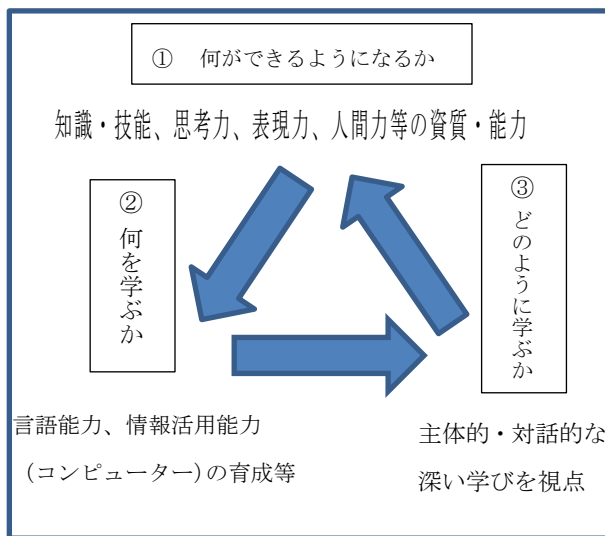 ① 何ができるようになるか
知識・技能、思考力、表現力、人間力等の資質・能力
② 何を学ぶか
③ どのように学ぶか
言語能力、情報活用能力
(コンピューター)の育成等
主体的・対話的な
深い学びを視点